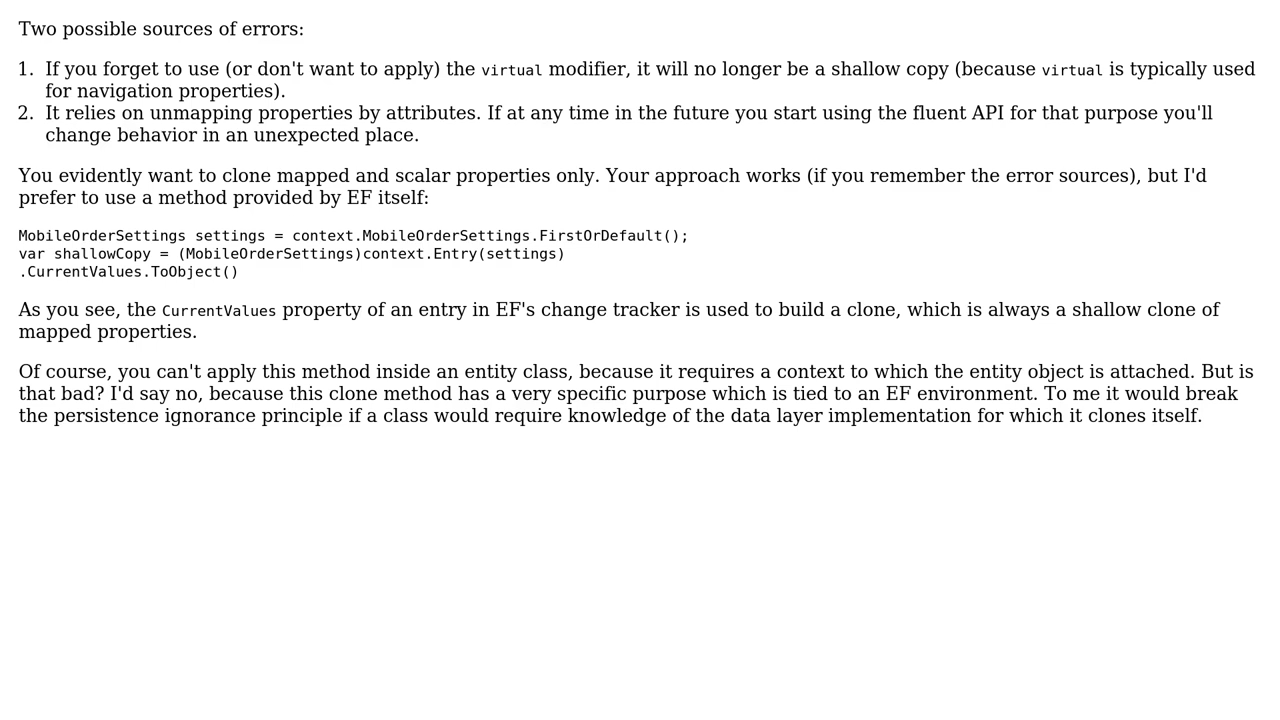 Two possible sources of errors:
1. If you forget to use (or don't want to apply) the virtual modifier, it will no longer be a shallow copy (because virtual is typically used
for navigation properties).
2. It relies on unmapping properties by attributes. If at any time in the future you start using the fluent API for that purpose you'll
change behavior in an unexpected place.
You evidently want to clone mapped and scalar properties only. Your approach works (if you remember the error sources), but I'd
prefer to use a method provided by EF itself:
MobileOrderSettings settings = context.MobileOrderSettings.FirstOrDefault();
var shallowCopy = (MobileOrderSettings)context.Entry(settings)
.CurrentValues.ToObject()
As you see, the CurrentValues property of an entry in EF's change tracker is used to build a clone, which is always a shallow clone of
mapped properties.
Of course, you can't apply this method inside an entity class, because it requires a context to which the entity object is attached. But is
that bad? I'd say no, because this clone method has a very specific purpose which is tied to an EF environment. To me it would break
the persistence ignorance principle if a class would require knowledge of the data layer implementation for which it clones itself.